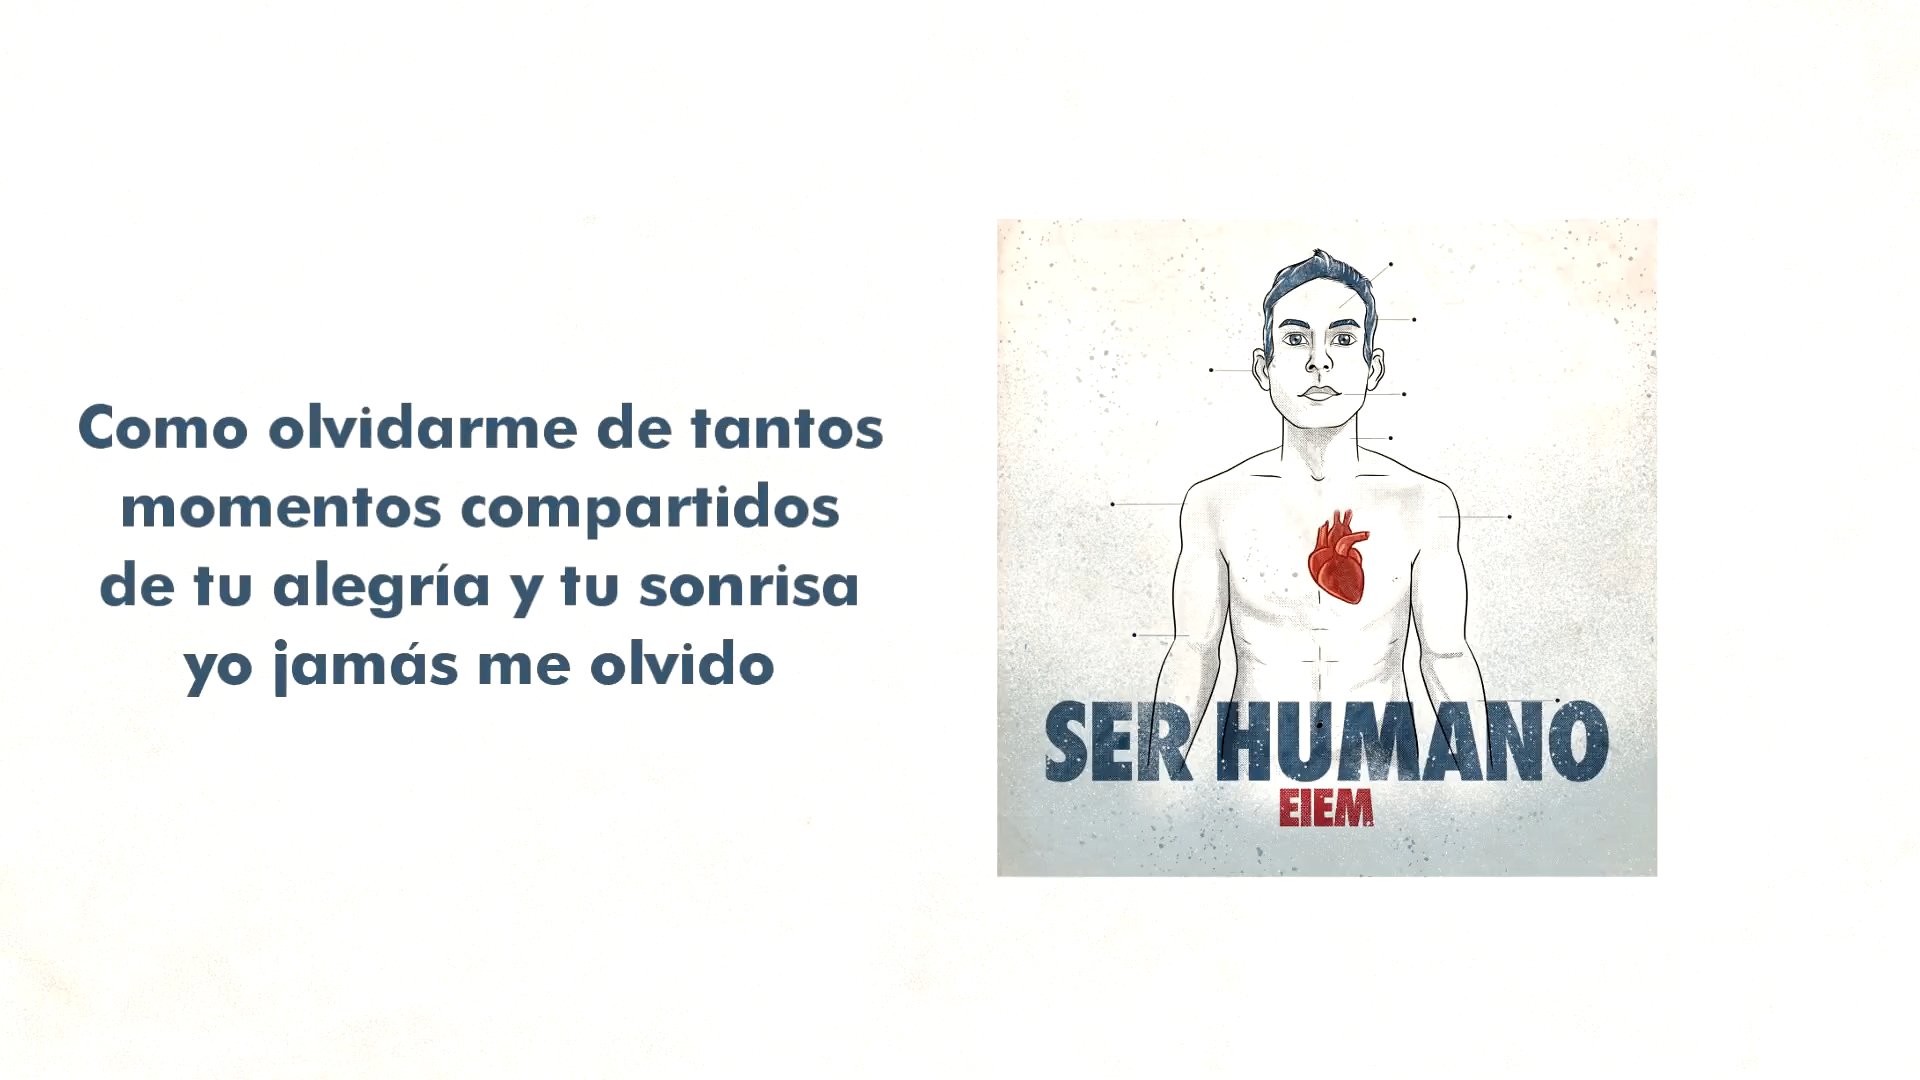 Como olvidarme de tantos
momentos compartidos
de tu alegría y tu sonrisa
yo jamás me olvido
SER HUMANO
EIEM